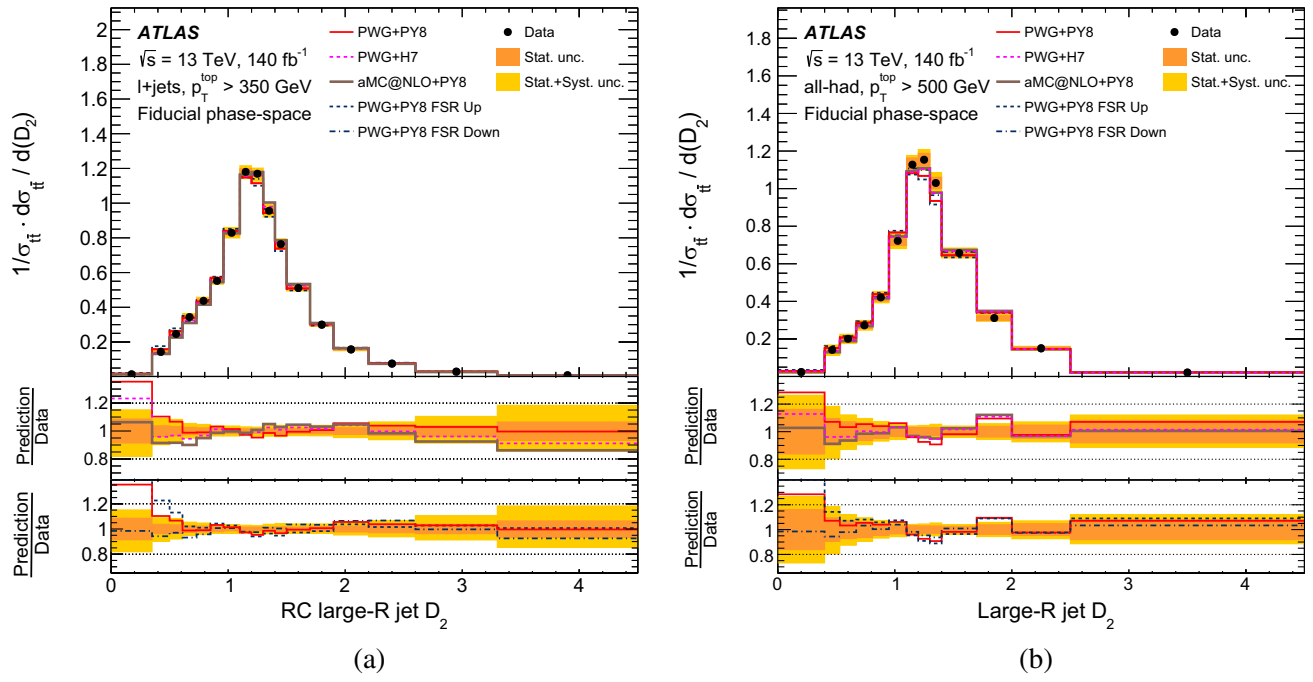 ATLAS
√s = 13 TeV, 140 fb⁻¹
l+jets, p_T^top > 350 GeV
Fiducial phase-space
PWG+PY8
PWG+H7
aMC@NLO+PY8
PWG+PY8 FSR Up
PWG+PY8 FSR Down
Data
Stat. unc.
Stat.+Syst. unc.
1/σ_tt̄ · dσ_tt̄ / d(D₂)
2
1.8
1.6
1.4
1.2
1
0.8
0.6
0.4
0.2
Prediction
Data
1.2
1
0.8
Prediction
Data
1.2
1
0.8
0 1 2 3 4
RC large-R jet D₂
(a)
ATLAS
√s = 13 TeV, 140 fb⁻¹
all-had, p_T^top > 500 GeV
Fiducial phase-space
PWG+PY8
PWG+H7
aMC@NLO+PY8
PWG+PY8 FSR Up
PWG+PY8 FSR Down
Data
Stat. unc.
Stat.+Syst. unc.
1/σ_tt̄ · dσ_tt̄ / d(D₂)
1.8
1.6
1.4
1.2
1
0.8
0.6
0.4
0.2
Prediction
Data
1.2
1
0.8
Prediction
Data
1.2
1
0.8
0 1 2 3 4
Large-R jet D₂
(b)